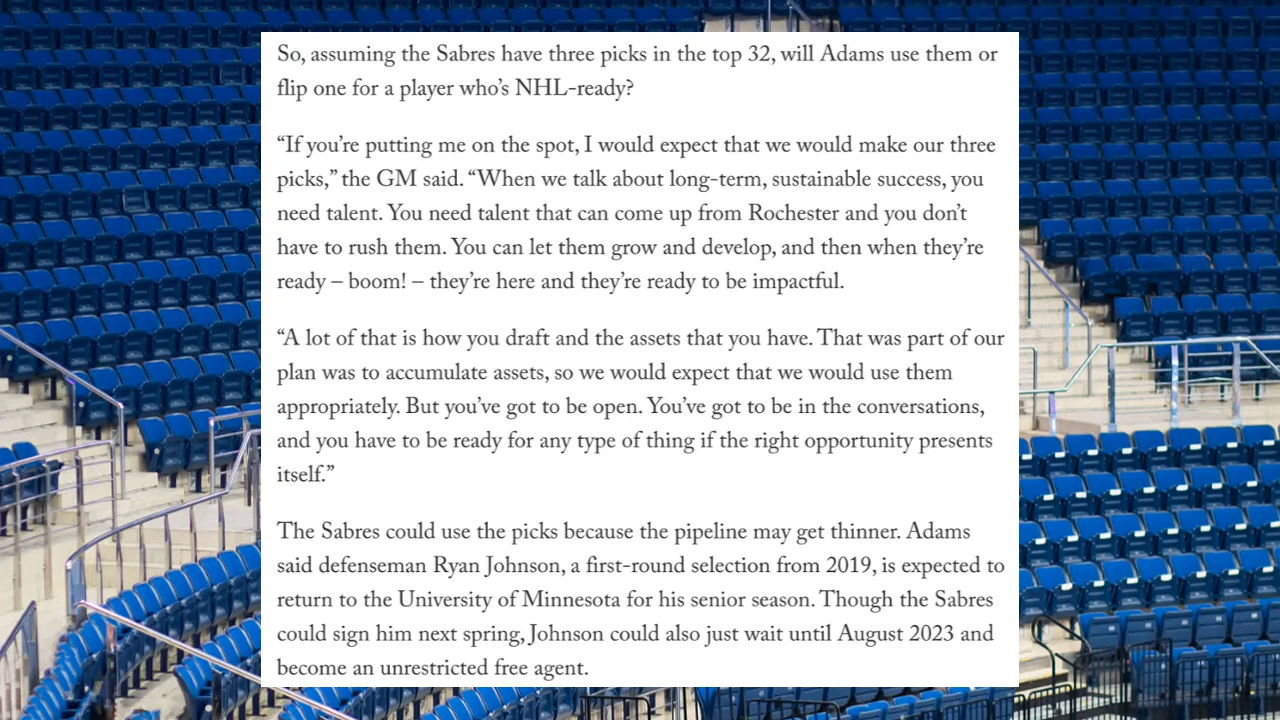 So, assuming the Sabres have three picks in the top 32, will Adams use them or
flip one for a player who’s NHL-ready?
“If you’re putting me on the spot, I would expect that we would make our three
picks,” the GM said. “When we talk about long-term, sustainable success, you
need talent. You need talent that can come up from Rochester and you don’t
have to rush them. You can let them grow and develop, and then when they’re
ready – boom! – they’re here and they’re ready to be impactful.
“A lot of that is how you draft and the assets that you have. That was part of our
plan was to accumulate assets, so we would expect that we would use them
appropriately. But you’ve got to be open. You’ve got to be in the conversations,
and you have to be ready for any type of thing if the right opportunity presents
itself.”
The Sabres could use the picks because the pipeline may get thinner. Adams
said defenseman Ryan Johnson, a first-round selection from 2019, is expected to
return to the University of Minnesota for his senior season. Though the Sabres
could sign him next spring, Johnson could also just wait until August 2023 and
become an unrestricted free agent.